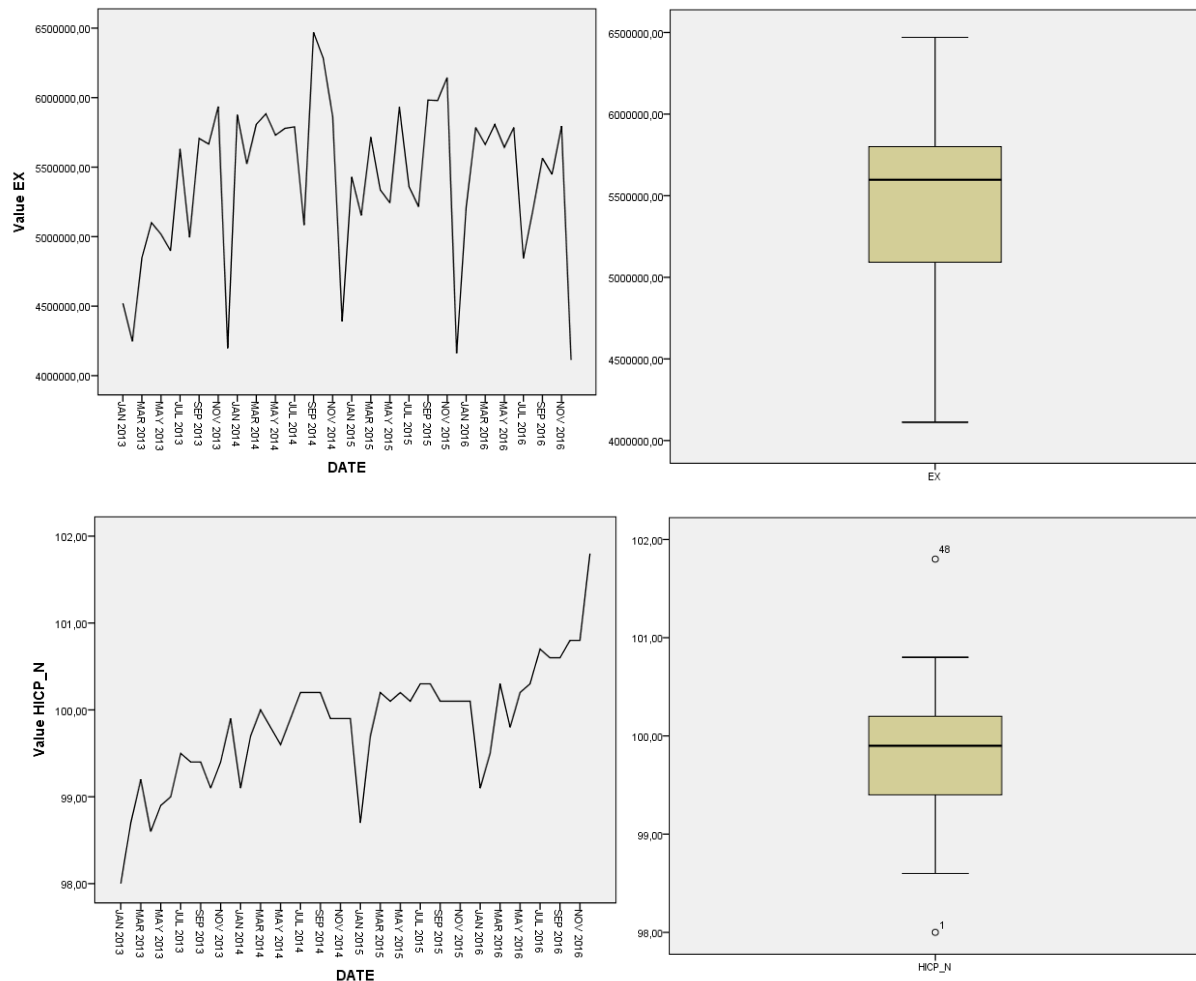 Value EX
6500000,00
6000000,00
5500000,00
5000000,00
4500000,00
4000000,00
JAN 2013
MAR 2013
MAY 2013
JUL 2013
SEP 2013
NOV 2013
JAN 2014
MAR 2014
MAY 2014
JUL 2014
SEP 2014
NOV 2014
JAN 2015
MAR 2015
MAY 2015
JUL 2015
SEP 2015
NOV 2015
JAN 2016
MAR 2016
MAY 2016
JUL 2016
SEP 2016
NOV 2016
DATE
6500000,00
6000000,00
5500000,00
5000000,00
4500000,00
4000000,00
EX
Value HICP_N
102,00
101,00
100,00
99,00
98,00
JAN 2013
MAR 2013
MAY 2013
JUL 2013
SEP 2013
NOV 2013
JAN 2014
MAR 2014
MAY 2014
JUL 2014
SEP 2014
NOV 2014
JAN 2015
MAR 2015
MAY 2015
JUL 2015
SEP 2015
NOV 2015
JAN 2016
MAR 2016
MAY 2016
JUL 2016
SEP 2016
NOV 2016
DATE
102,00
101,00
100,00
99,00
98,00
48
1
HICP_N